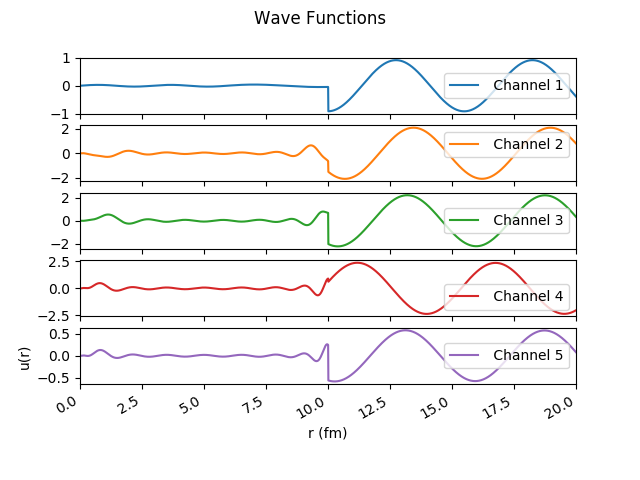 Wave Functions
1
0
−1
Channel 1
2
0
−2
Channel 2
2
0
−2
Channel 3
2.5
0.0
−2.5
Channel 4
0.5
0.0
−0.5
Channel 5
u(r)
0.0 2.5 5.0 7.5 10.0 12.5 15.0 17.5 20.0
r (fm)